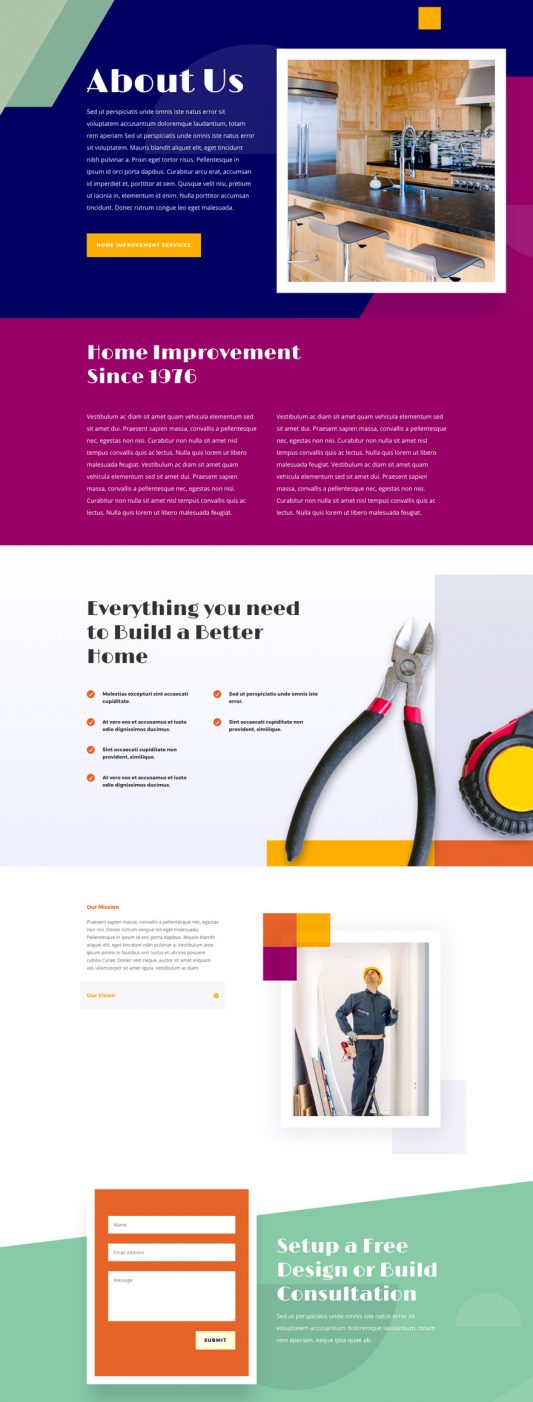 About Us
Sed ut perspiciatis unde omnis iste natus error sit
voluptatem accusantium doloremque laudantium, totam
rem aperiam Sed ut perspiciatis unde omnis iste natus error
sit voluptatem. Mauris blandit aliquet elit, eget tincidunt
nibh pulvinar a. Proin eget tortor risus. Pellentesque in
ipsum id orci porta dapibus. Curabitur arcu erat, accumsan
id imperdiet et, porttitor at sem. Quisque velit nisi, pretium
ut lacinia in, elementum id enim. Nulla porttitor accumsan
tincidunt. Donec rutrum congue leo eget malesuada.
HOME IMPROVEMENT SERVICES
Home Improvement
Since 1976
Vestibulum ac diam sit amet quam vehicula elementum sed
sit amet dui. Praesent sapien massa, convallis a pellentesque
nec, egestas non nisi. Curabitur non nulla sit amet nisl
tempus convallis quis ac lectus. Nulla quis lorem ut libero
malesuada feugiat. Vestibulum ac diam sit amet quam
vehicula elementum sed sit amet dui. Praesent sapien
massa, convallis a pellentesque nec, egestas non nisi.
Curabitur non nulla sit amet nisl tempus convallis quis ac
lectus. Nulla quis lorem ut libero malesuada feugiat.
Vestibulum ac diam sit amet quam vehicula elementum sed
sit amet dui. Praesent sapien massa, convallis a pellentesque
nec, egestas non nisi. Curabitur non nulla sit amet nisl
tempus convallis quis ac lectus. Nulla quis lorem ut libero
malesuada feugiat. Vestibulum ac diam sit amet quam
vehicula elementum sed sit amet dui. Praesent sapien
massa, convallis a pellentesque nec, egestas non nisi.
Curabitur non nulla sit amet nisl tempus convallis quis ac
lectus. Nulla quis lorem ut libero malesuada feugiat.
Everything you need
to Build a Better
Home
Molestias excepturi sint occaecati
cupiditate.
At vero eos et accusamus et iusto
odio dignissimos ducimus.
Sint occaecati cupiditate non
provident, similique.
At vero eos et accusamus et iusto
odio dignissimos ducimus.
Sed ut perspiciatis unde omnis iste
error.
Sint occaecati cupiditate non
provident, similique.
Our Mission
Praesent sapien massa, convallis a pellentesque nec, egestas
non nisi. Donec rutrum congue leo eget malesuada.
Pellentesque in ipsum id orci porta dapibus. Mauris blandit
aliquet elit, eget tincidunt nibh pulvinar a. Vestibulum ante
ipsum primis in faucibus orci luctus et ultrices posuere
cubilia Curae; Donec velit neque, auctor sit amet aliquam
vel, ullamcorper sit amet ligula. Vestibulum ac diam
Our Vision
Name
Email Address
Message
SUBMIT
Setup a Free
Design or Build
Consultation
Sed ut perspiciatis unde omnis iste natus error sit
voluptatem accusantium doloremque laudantium, totam
rem aperiam, eaque ipsa quae ab.